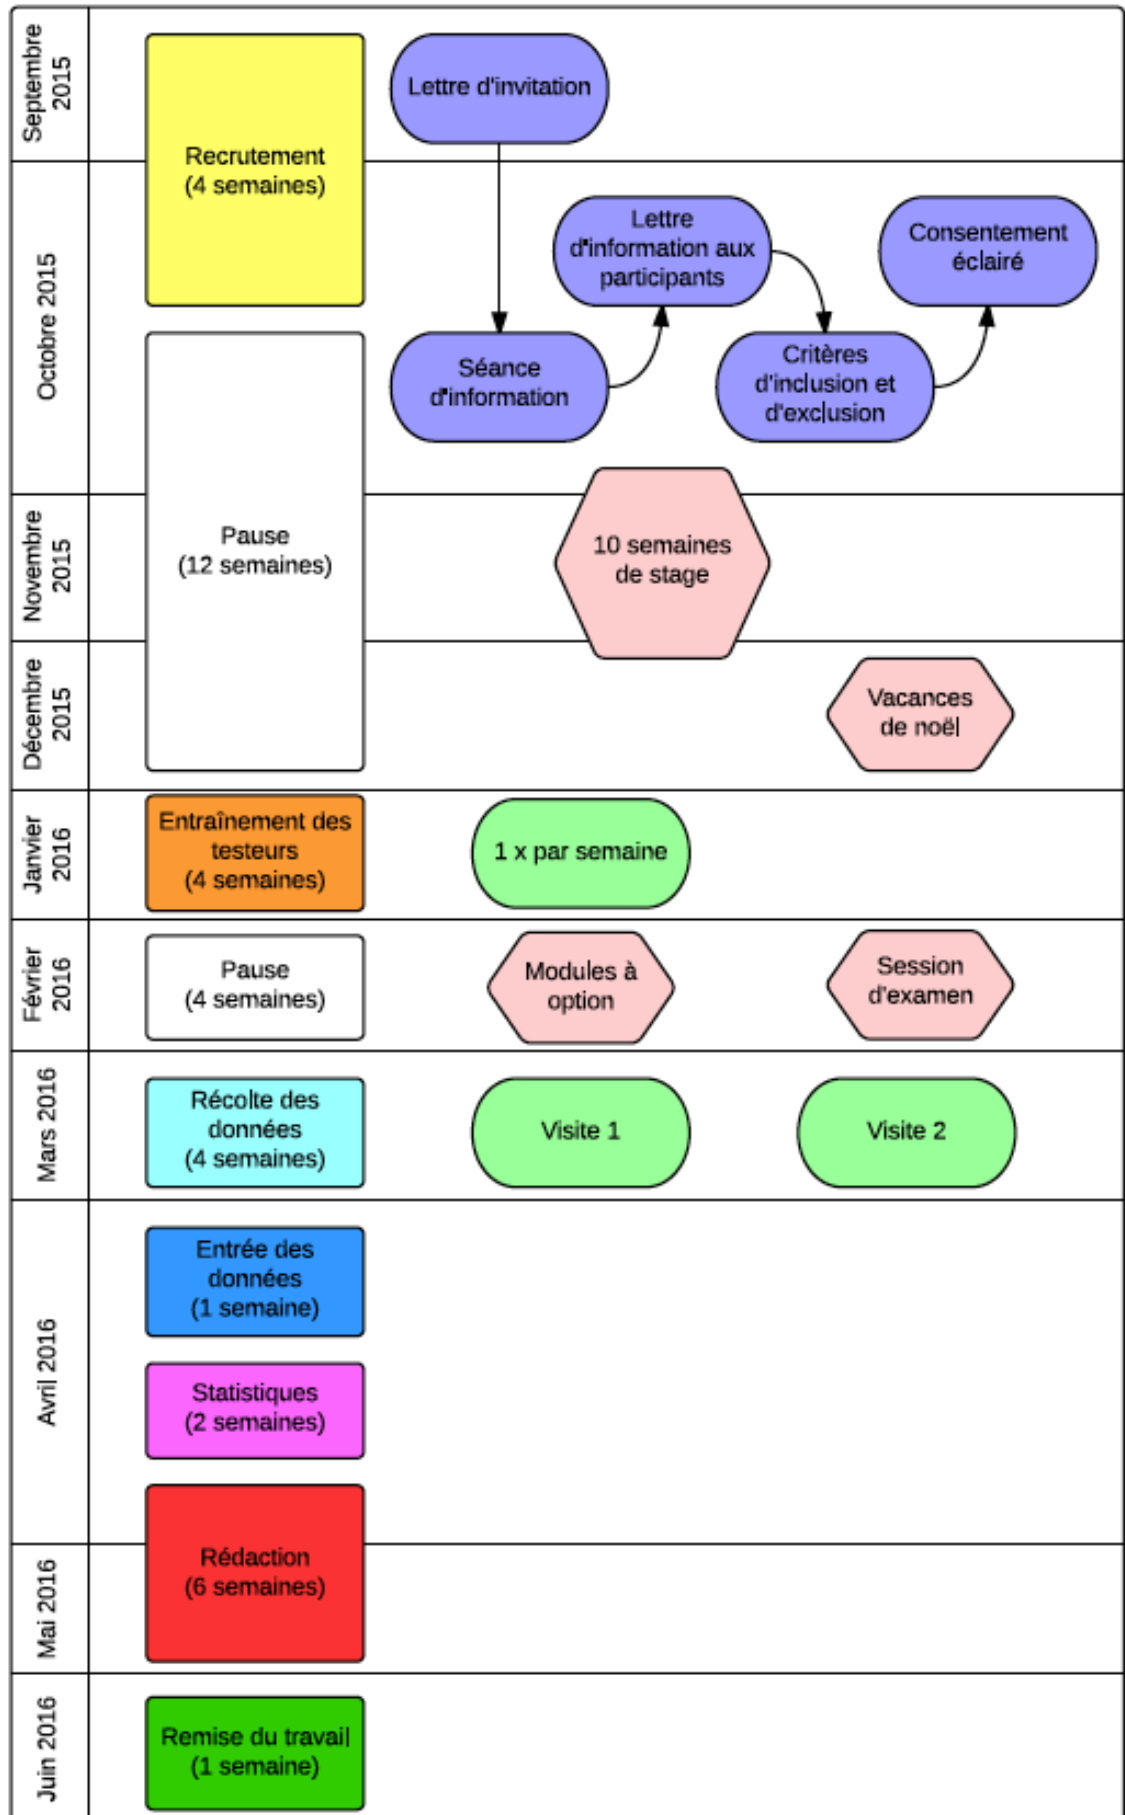 Septembre
2015
Recrutement
(4 semaines)
Lettre d'invitation
Octobre 2015
Lettre
d'information aux
participants
Consentement
éclairé
Séance
d'information
Critères
d'inclusion et
d'exclusion
Novembre
2015
Pause
(12 semaines)
10 semaines
de stage
Décembre
2015
Vacances
de noël
Janvier
2016
Entraînement des
testeurs
(4 semaines)
1 x par semaine
Février
2016
Pause
(4 semaines)
Modules à
option
Session
d'examen
Mars 2016
Récolte des
données
(4 semaines)
Visite 1
Visite 2
Avril 2016
Entrée des
données
(1 semaine)
Statistiques
(2 semaines)
Rédaction
(6 semaines)
Mai 2016
Juin 2016
Remise du travail
(1 semaine)